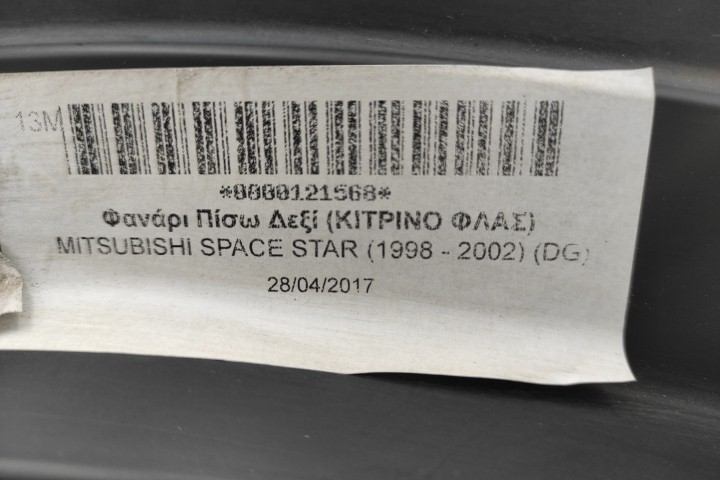 13M
*0000121568*
Φανάρι Πίσω Δεξί (ΚΙΤΡΙΝΟ ΦΛΑΣ)
MITSUBISHI SPACE STAR (1998 - 2002) (DG)
28/04/2017